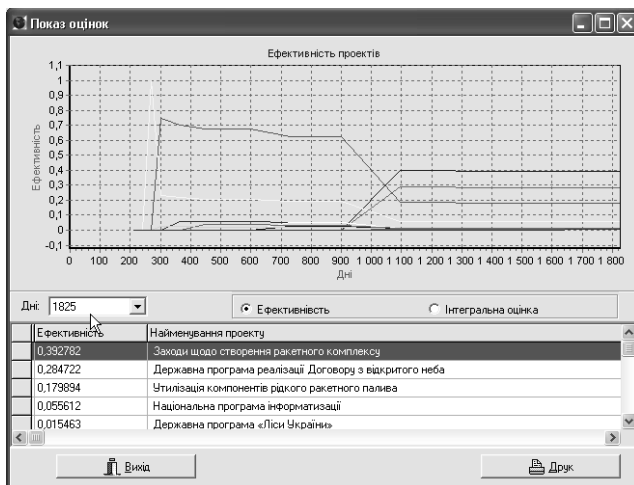 Показ оцінок
Ефективність проектів
Ефективність
1,1
1
0,9
0,8
0,7
0,6
0,5
0,4
0,3
0,2
0,1
0
-0,1
0 100 200 300 400 500 600 700 800 900 1 000 1 100 1 200 1 300 1 400 1 500 1 600 1 700 1 800
Дні
Дні: 1825
Ефективність Інтегральна оцінка
Ефективність Найменування проекту
0,392782 Заходи щодо створення ракетного комплексу
0,284722 Державна програма реалізації Договору з відкритого неба
0,179894 Утилізація компонентів рідкого ракетного палива
0,055612 Національна програма інформатизації
0,015463 Державна програма «Ліси України»
Вихід Друк